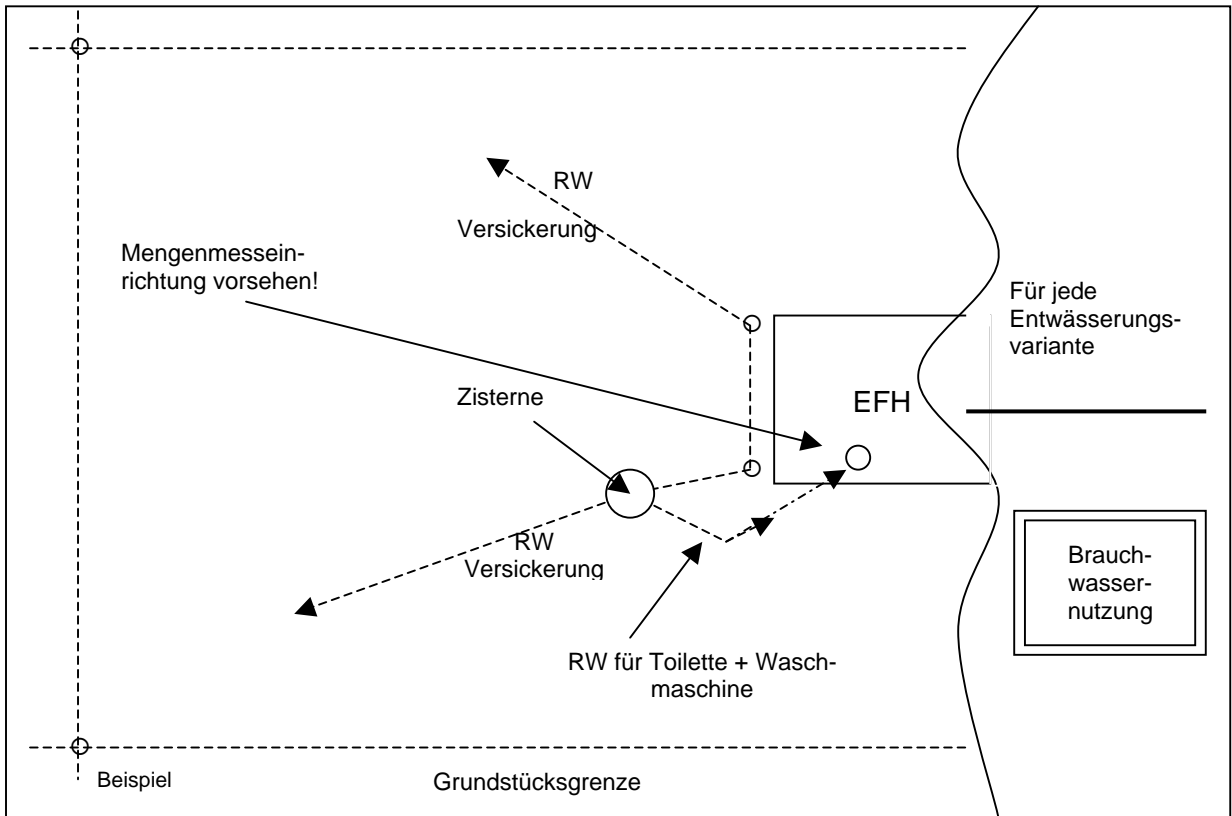 RW
Versickerung
Mengenmessein-
richtung vorsehen!
Für jede
Entwässerungs-
variante
Zisterne
EFH
RW
Versickerung
Brauch-
wasser-
nutzung
RW für Toilette + Wasch-
maschine
Beispiel
Grundstücksgrenze